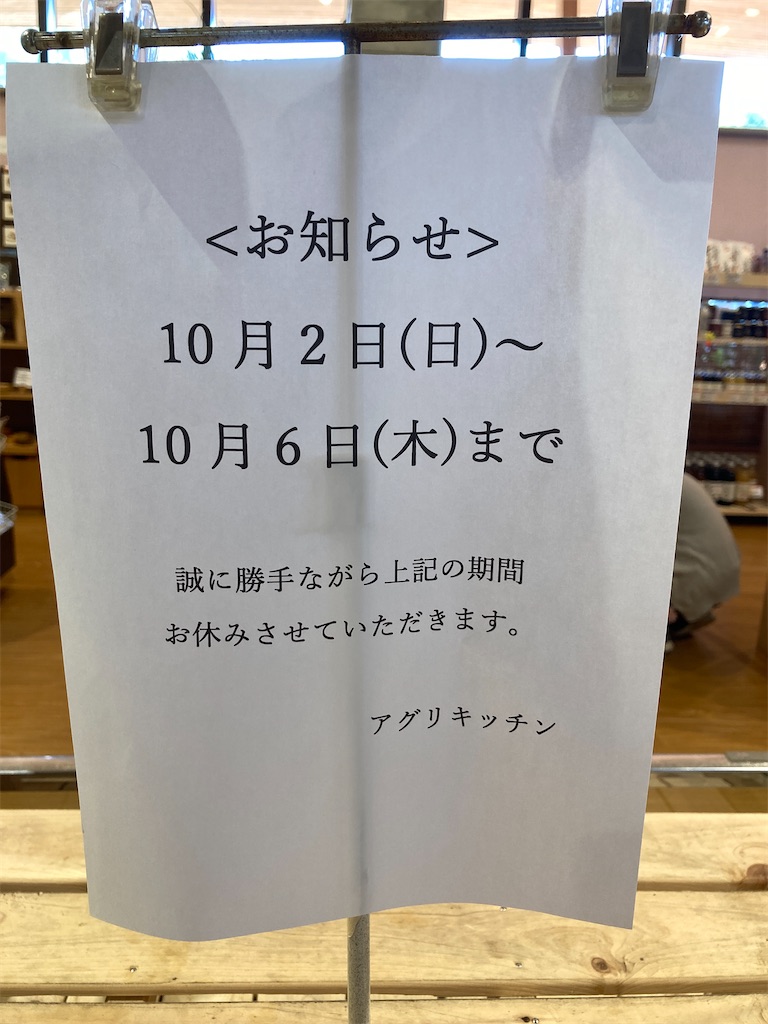 <お知らせ>
10月2日(日)～
10月6日(木)まで
誠に勝手ながら上記の期間
お休みさせていただきます。
アグリキッチン